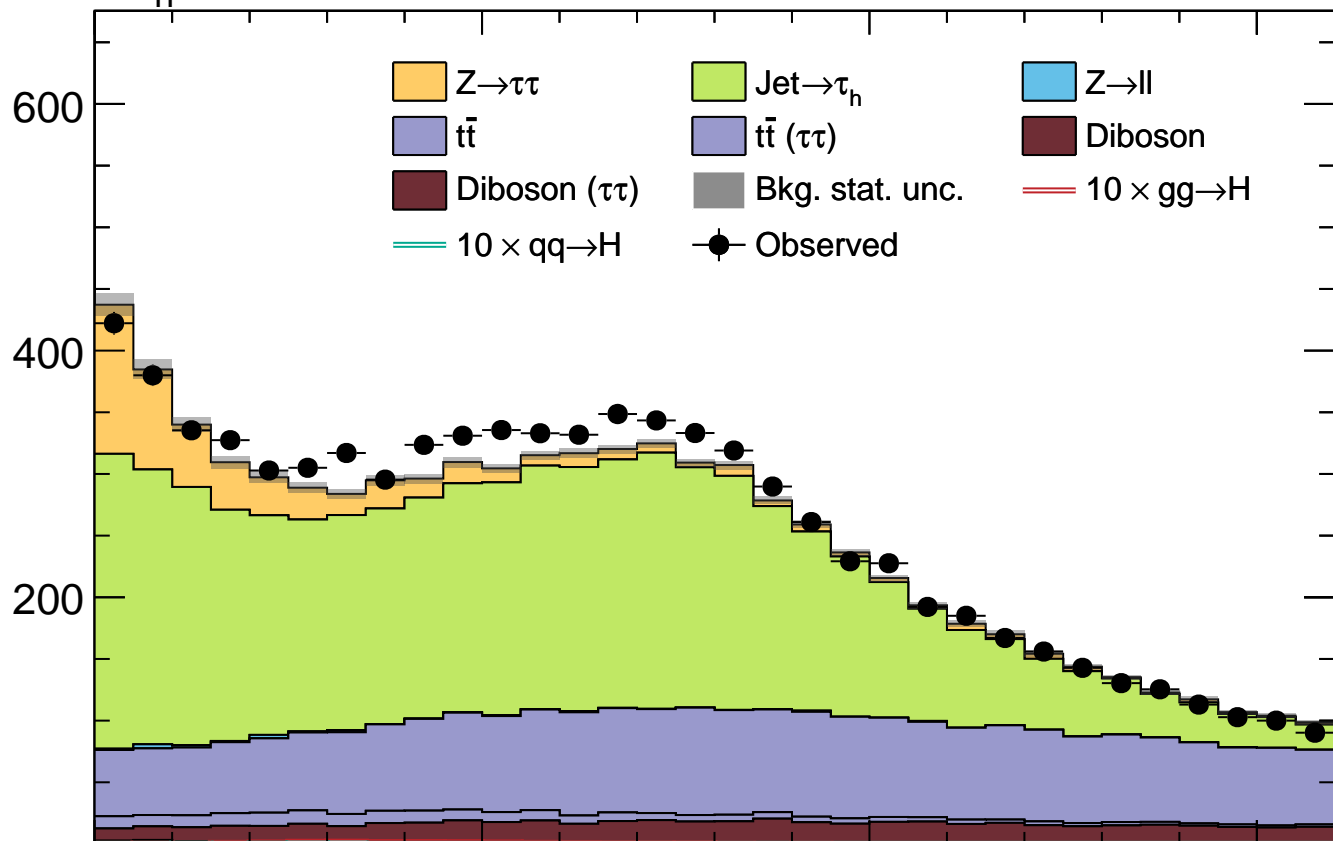 600
Z→ττ Jet→τh Z→ll
tt̄ tt̄ (ττ) Diboson
Diboson (ττ) Bkg. stat. unc. 10 × gg→H
10 × qq→H Observed
400
200